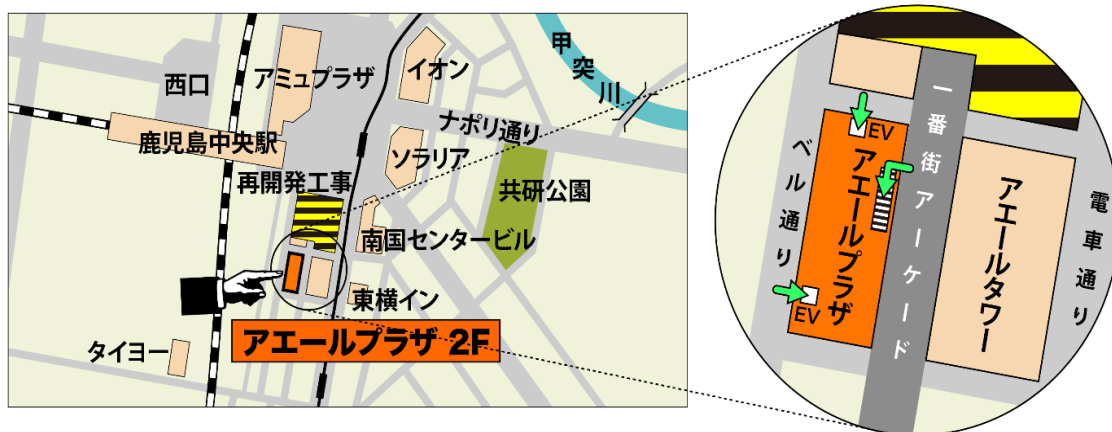 甲突川
イオン
アミュプラザ
西口
ナポリ通り
鹿児島中央駅
ソラリア
再開発工事
共研公園
南国センタービル
東横イン
アエールプラザ 2F
タイヨー
一番街アーケード
EV
アエールプラザ
ベル通り
EV
アエールタワー
電車通り